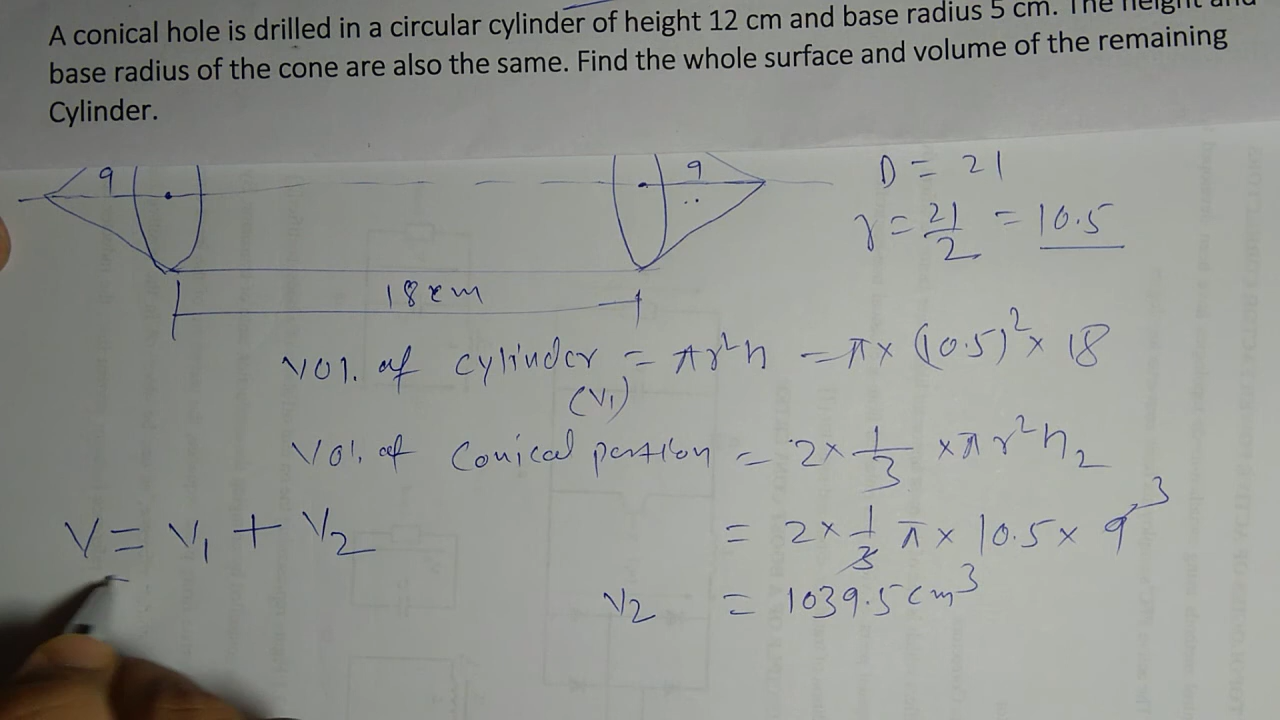 A conical hole is drilled in a circular cylinder of height 12 cm and base radius 5 cm. The height and
base radius of the cone are also the same. Find the whole surface and volume of the remaining
Cylinder.
9 9 D = 21
r = 21/2 = 10.5
18 cm
Vol. of cylinder = πr²h = π × (10.5)² × 18
(V₁)
Vol. of Conical portion = 2 × 1/3 × πr²h₂
V = V₁ + V₂ = 2 × 1/3 π × 10.5 × 9 3
V₂ = 1039.5 cm³